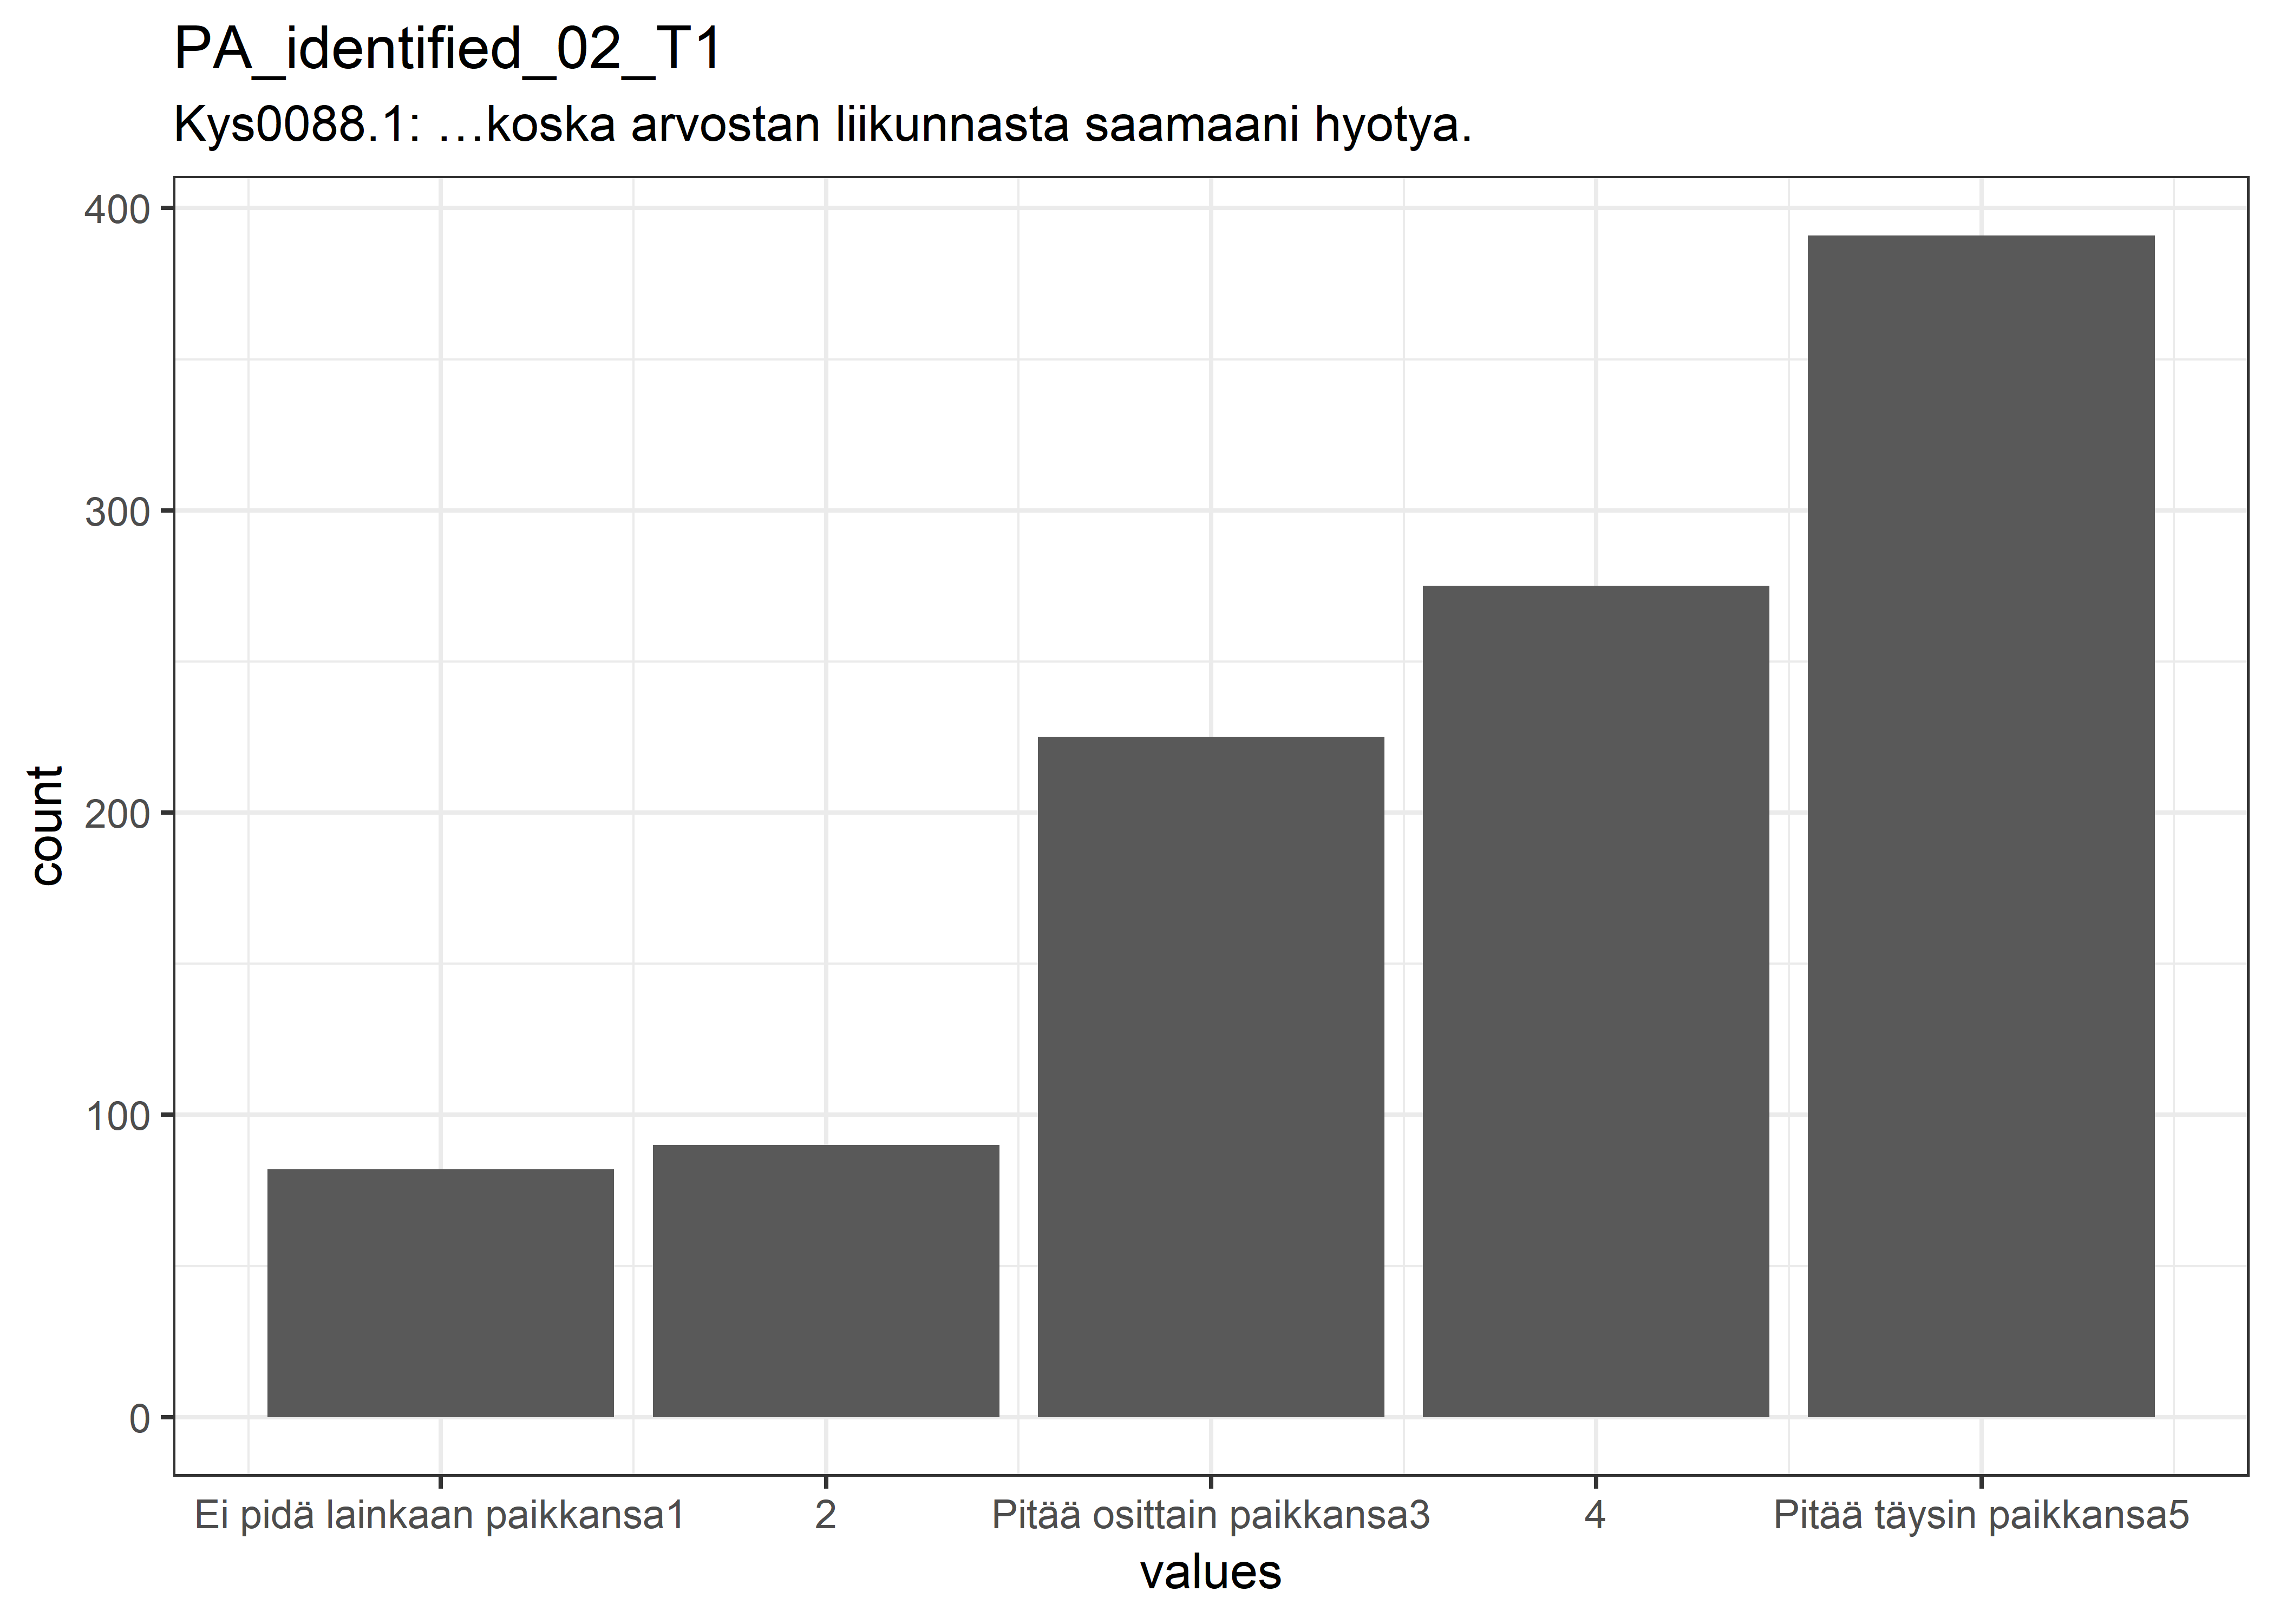 PA_identified_02_T1
Kys0088.1: …koska arvostan liikunnasta saamaani hyotya.
400
300
200
100
0
count
Ei pidä lainkaan paikkansa1 2 Pitää osittain paikkansa3 4 Pitää täysin paikkansa5
values